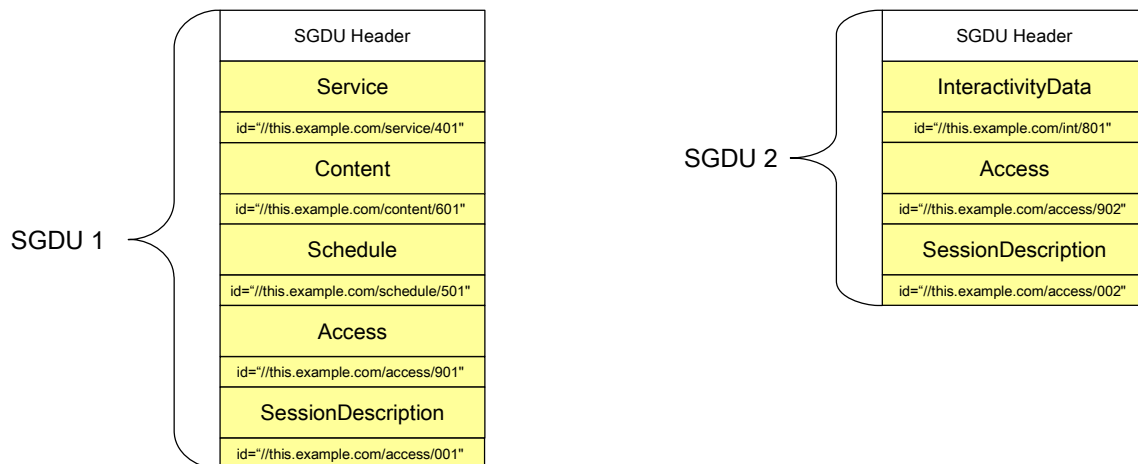 SGDU 1
SGDU Header
Service
id=“//this.example.com/service/401"
Content
id=“//this.example.com/content/601"
Schedule
id=“//this.example.com/schedule/501"
Access
id=“//this.example.com/access/901"
SessionDescription
id=“//this.example.com/access/001"
SGDU 2
SGDU Header
InteractivityData
id=“//this.example.com/int/801"
Access
id=“//this.example.com/access/902"
SessionDescription
id=“//this.example.com/access/002"